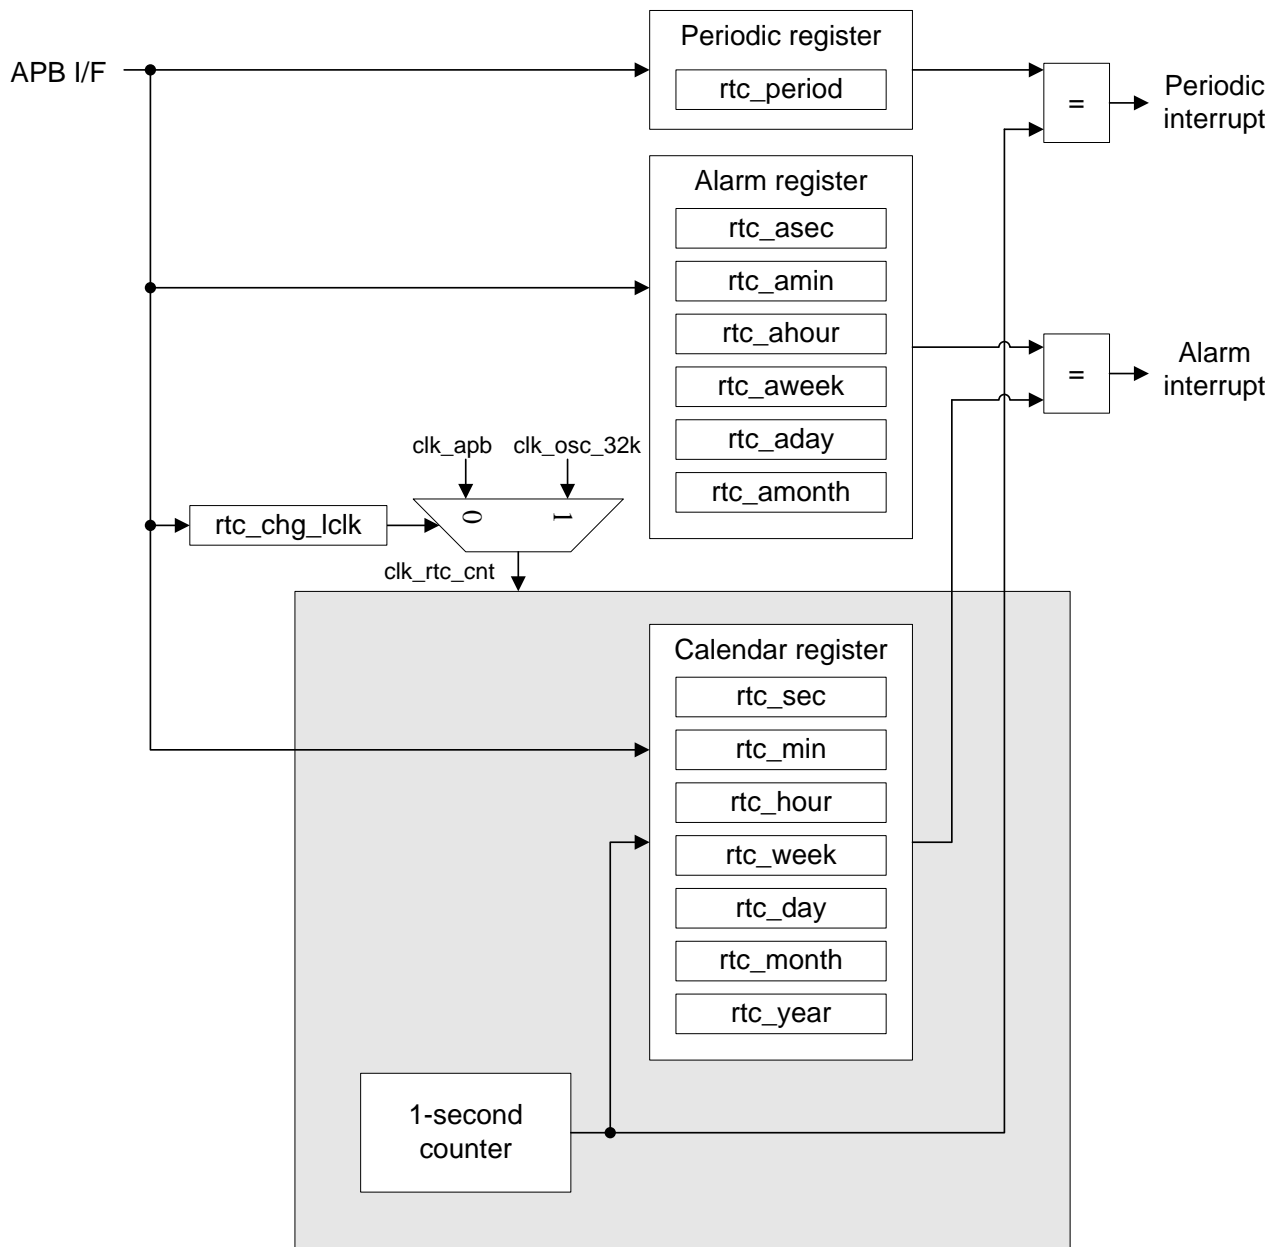 APB I/F
Periodic register
rtc_period
=
Periodic
interrupt
Alarm register
rtc_asec
rtc_amin
rtc_ahour
rtc_aweek
rtc_aday
rtc_amonth
=
Alarm
interrupt
clk_apb
clk_osc_32k
0
1
rtc_chg_lclk
clk_rtc_cnt
Calendar register
rtc_sec
rtc_min
rtc_hour
rtc_week
rtc_day
rtc_month
rtc_year
1-second
counter